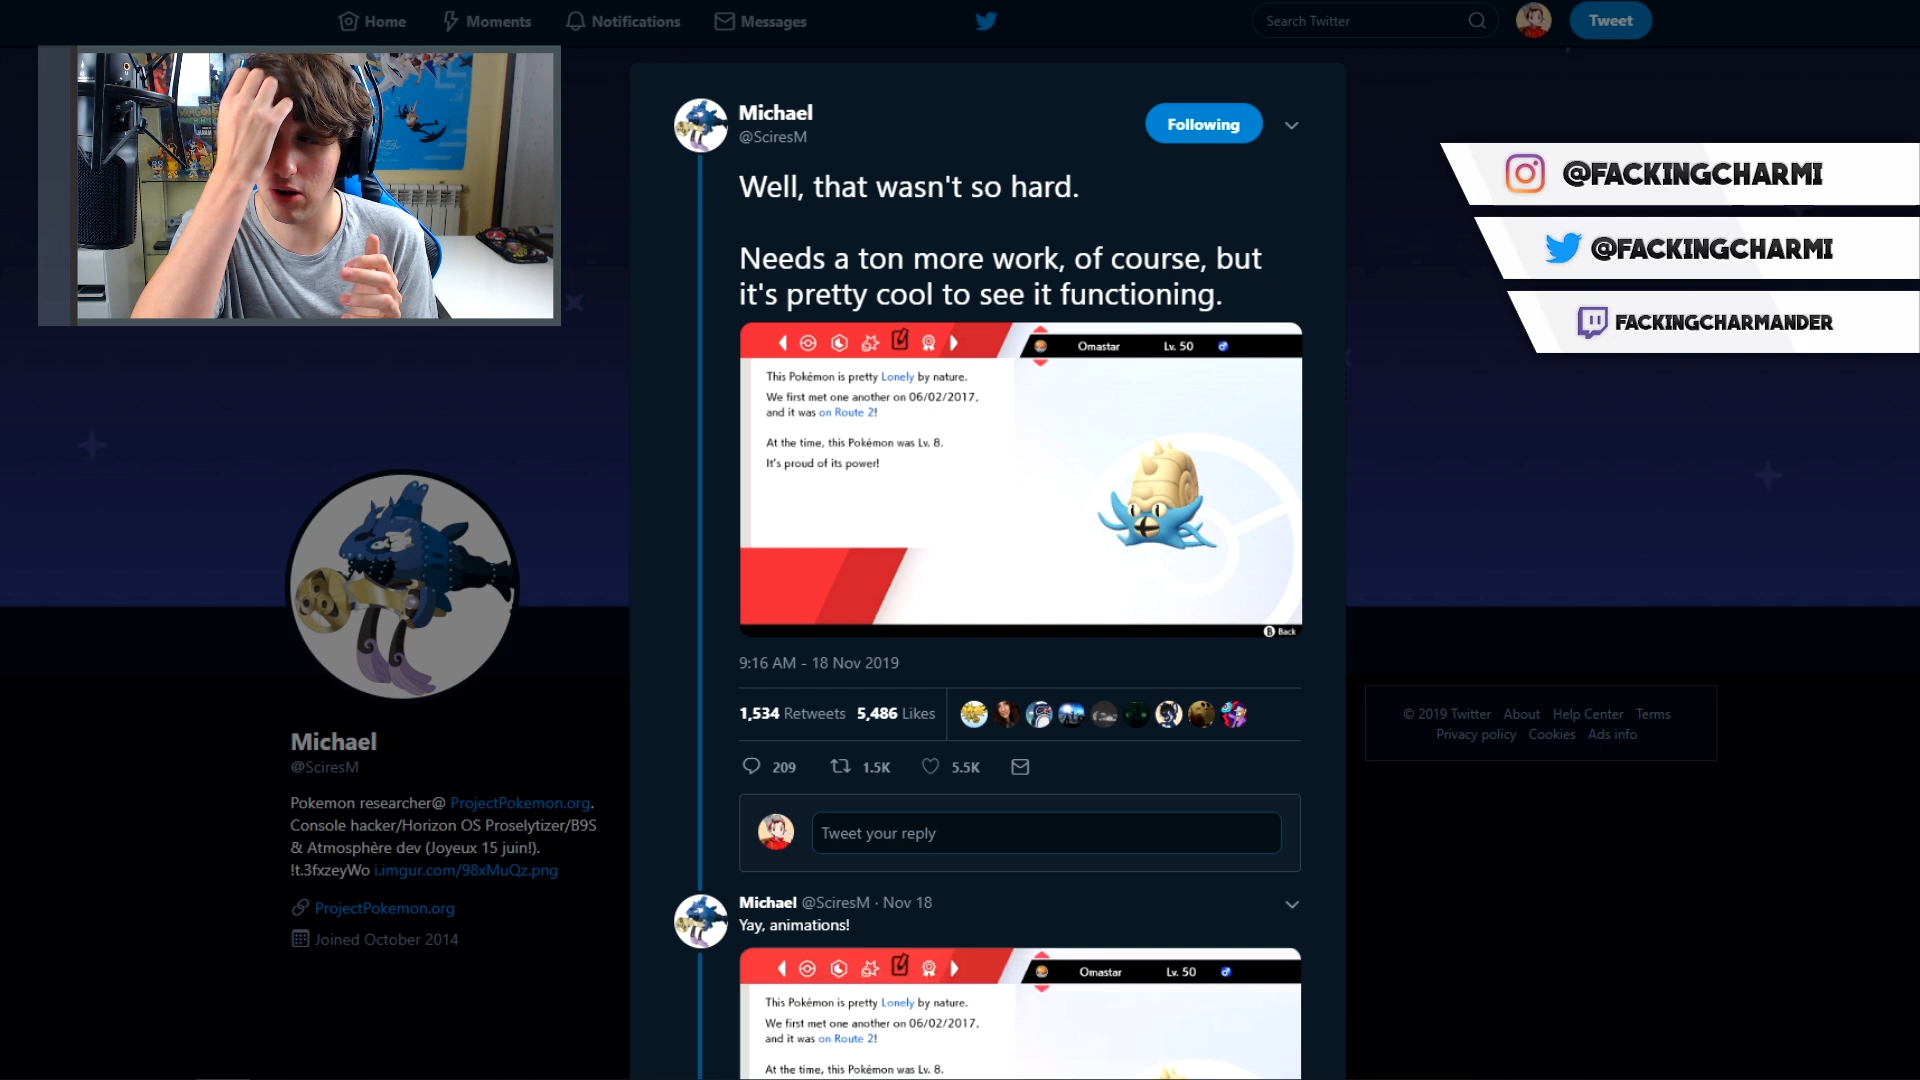 Home
Moments
Notifications
Messages
Search Twitter
Tweet
Michael
@SciresM
Following
Well, that wasn't so hard.
Needs a ton more work, of course, but
it's pretty cool to see it functioning.
Omastar Lv. 50
This Pokémon is pretty Lonely by nature.
We first met one another on 06/02/2017,
and it was on Route 2!
At the time, this Pokémon was Lv. 8.
It's proud of its power!
B Back
9:16 AM - 18 Nov 2019
1,534 Retweets 5,486 Likes
209 1.5K 5.5K
Tweet your reply
Michael @SciresM · Nov 18
Yay, animations!
Omastar Lv. 50
This Pokémon is pretty Lonely by nature.
We first met one another on 06/02/2017,
and it was on Route 2!
At the time, this Pokémon was Lv. 8.
@FACKINGCHARMI
@FACKINGCHARMI
FACKINGCHARMANDER
Michael
@SciresM
Pokemon researcher@ ProjectPokemon.org.
Console hacker/Horizon OS Proselytizer/B9S
& Atmosphère dev (Joyeux 15 juin!).
!t.3fxzeyWo i.imgur.com/98xMuQz.png
ProjectPokemon.org
Joined October 2014
© 2019 Twitter About Help Center Terms
Privacy policy Cookies Ads info